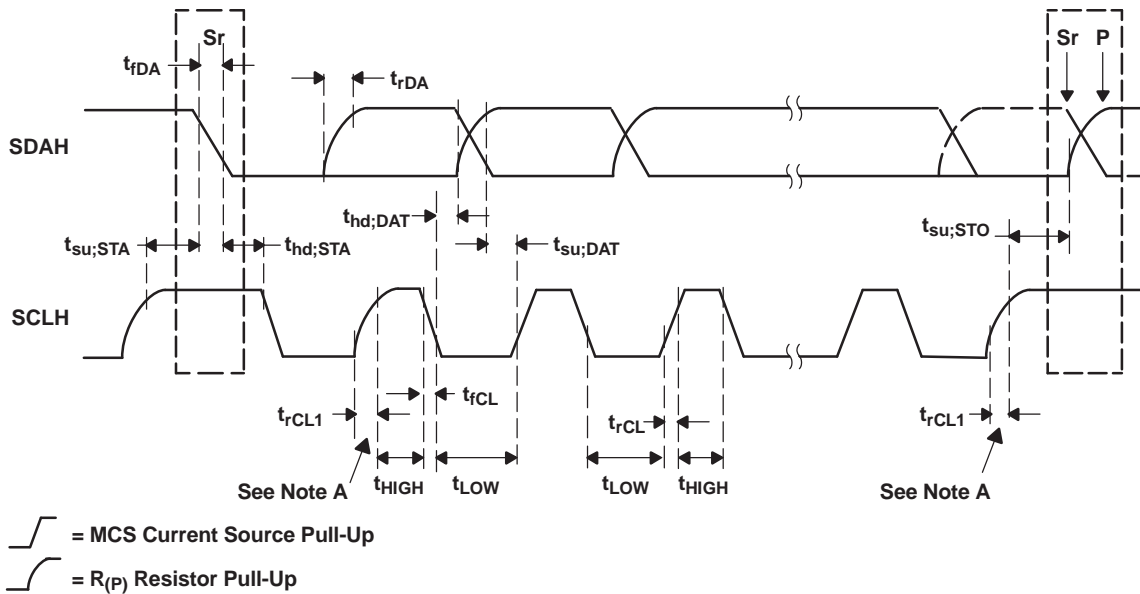 Sr
Sr P
tfDA
trDA
SDAH
thd;DAT
tsu;STA
thd;STA
tsu;DAT
tsu;STO
SCLH
tfCL
trCL1
trCL
trCL1
tHIGH
tLOW
tLOW
tHIGH
See Note A
See Note A
= MCS Current Source Pull-Up
= R(P) Resistor Pull-Up